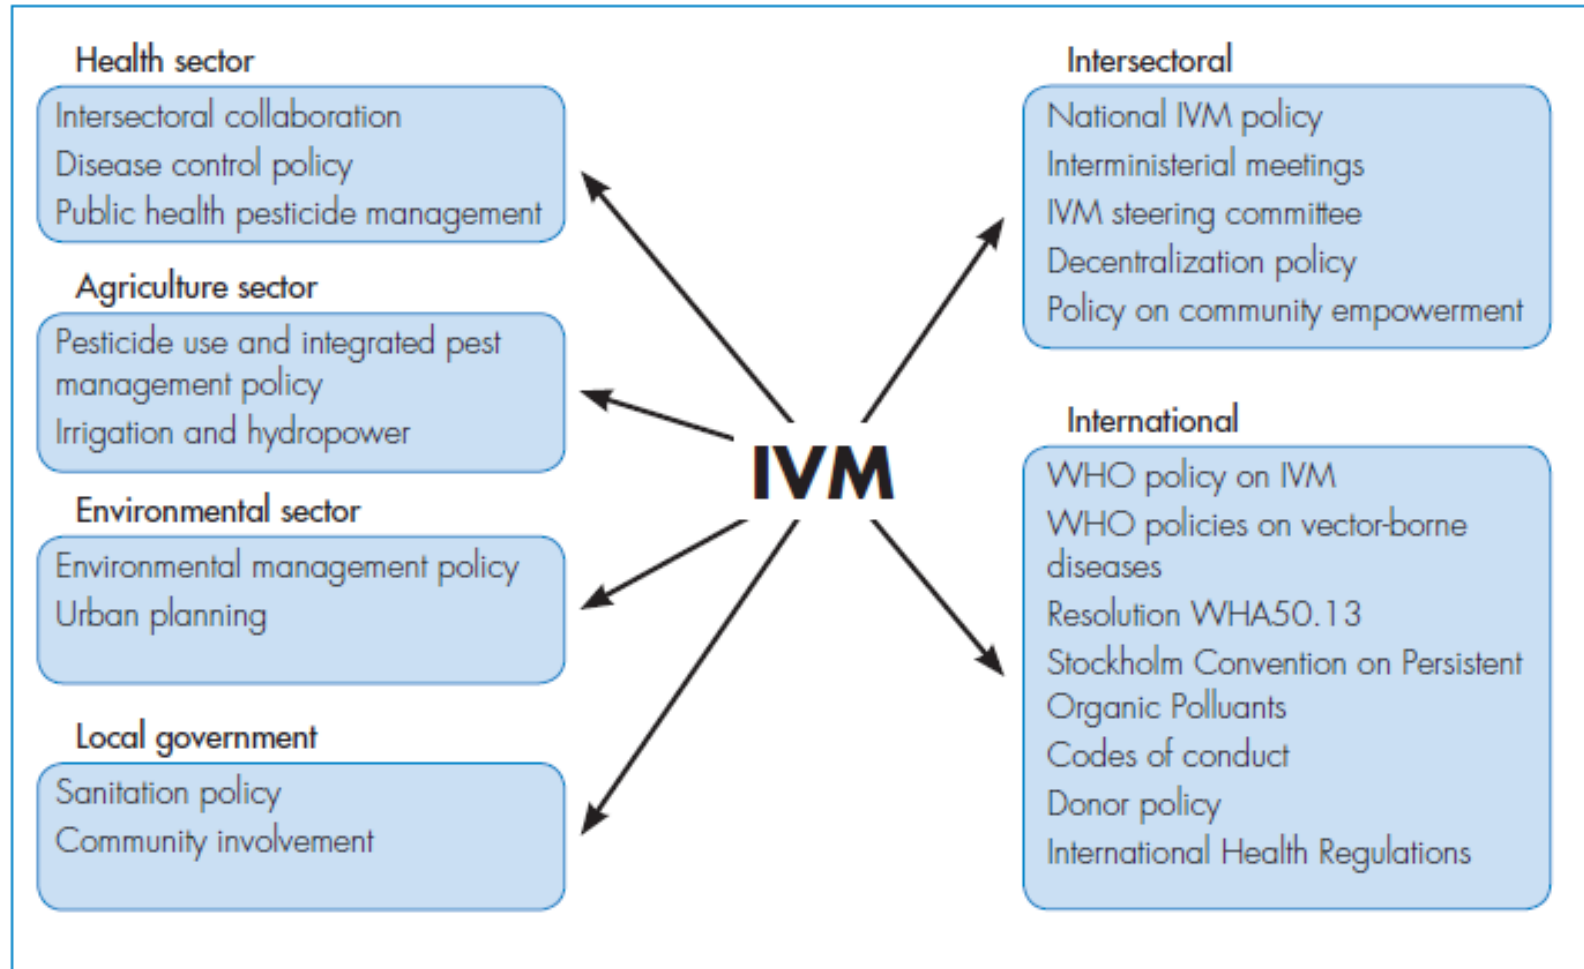 Health sector
Intersectoral collaboration
Disease control policy
Public health pesticide management
Agriculture sector
Pesticide use and integrated pest
management policy
Irrigation and hydropower
Environmental sector
Environmental management policy
Urban planning
Local government
Sanitation policy
Community involvement
IVM
Intersectoral
National IVM policy
Interministerial meetings
IVM steering committee
Decentralization policy
Policy on community empowerment
International
WHO policy on IVM
WHO policies on vector-borne
diseases
Resolution WHA50.13
Stockholm Convention on Persistent
Organic Polluants
Codes of conduct
Donor policy
International Health Regulations